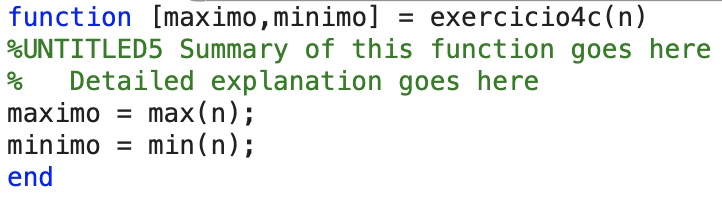 function [maximo,minimo] = exercicio4c(n)
%UNTITLED5 Summary of this function goes here
%   Detailed explanation goes here
maximo = max(n);
minimo = min(n);
end